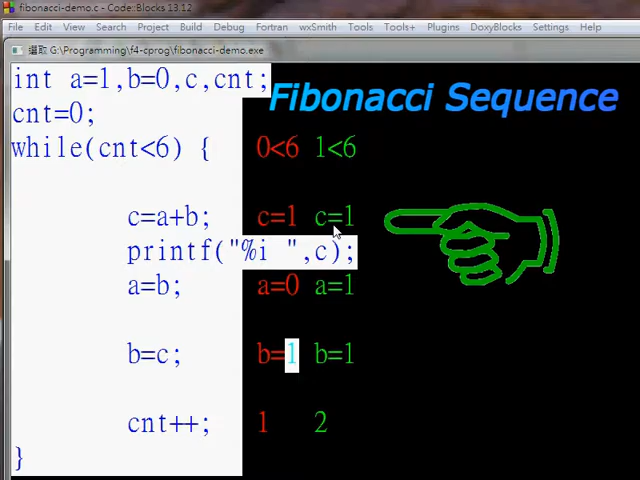 fibonacci-demo.c - Code::Blocks 13.12
File Edit View Search Project Build Debug Fortran wxSmith Tools Tools+ Plugins DoxyBlocks Settings Help
擷取 G:\Programming\f4-cprog\fibonacci-demo.exe
int a=1,b=0,c,cnt;
Fibonacci Sequence
cnt=0;
while(cnt<6) { 0<6 1<6
c=a+b; c=1 c=1
printf("%i ",c);
a=b; a=0 a=1
b=c; b=1 b=1
cnt++; 1 2
}